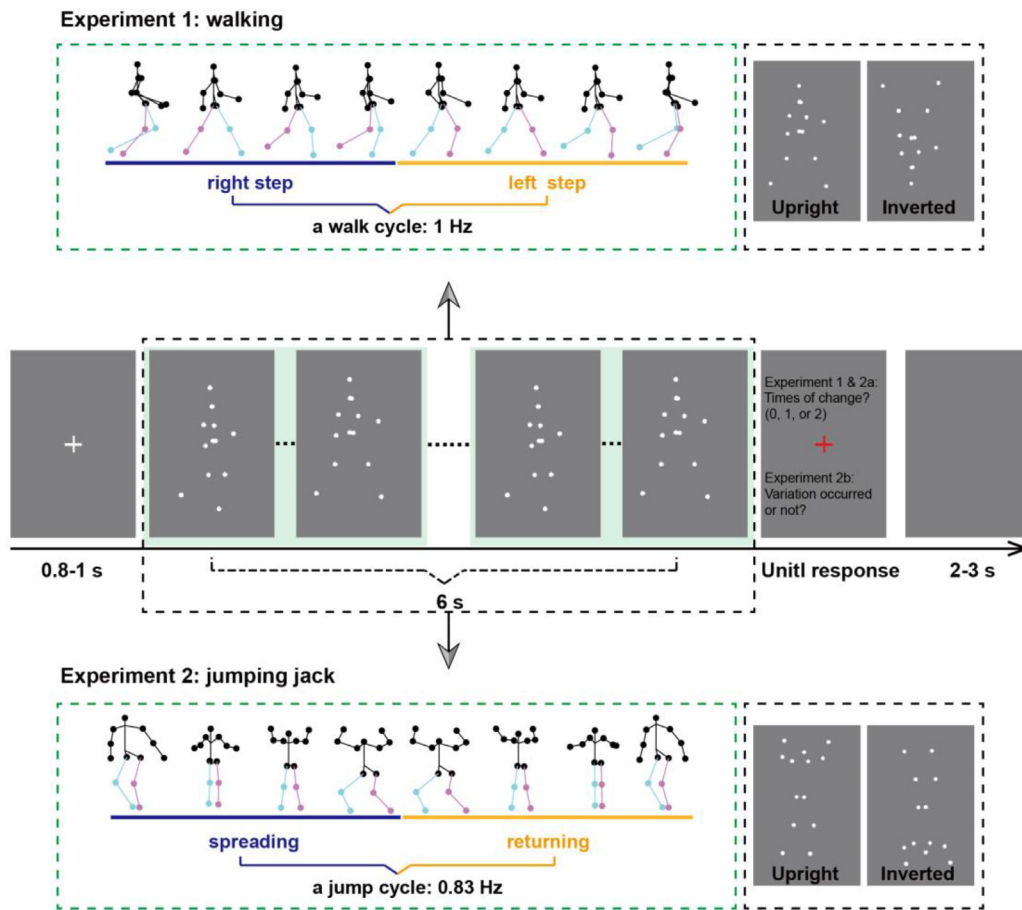 Experiment 1: walking
right step
left step
a walk cycle: 1 Hz
Upright
Inverted
Experiment 1 & 2a:
Times of change?
(0, 1, or 2)
Experiment 2b:
Variation occurred
or not?
0.8-1 s
6 s
Unitl response
2-3 s
Experiment 2: jumping jack
spreading
returning
a jump cycle: 0.83 Hz
Upright
Inverted